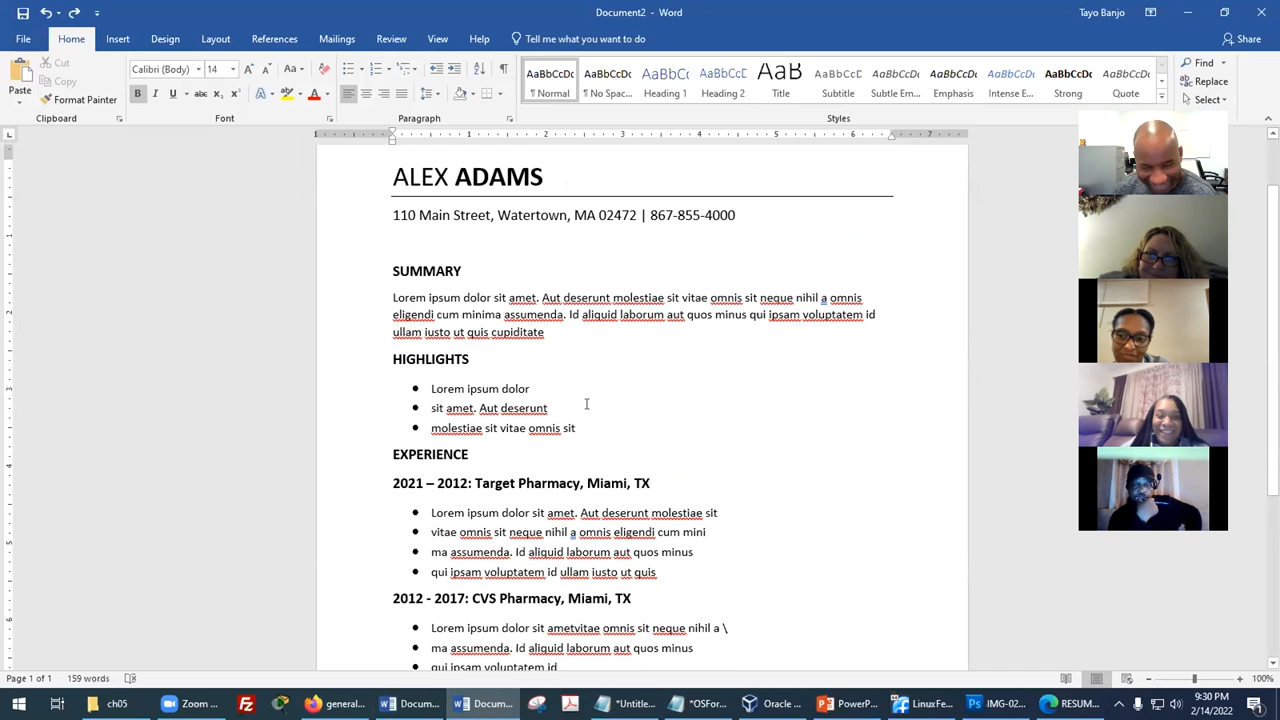 Document2 - Word
Tary Banjo
File Home Insert Design Layout References Mailings Review View Help Tell me what you want to do Share
Cut
Copy
Paste
Format Painter
Clipboard
Calibri (Body) 14
Font
Paragraph
AaBbCcDc AaBbCcDc AaBbCc AaBbCcD AaB AaBbCcD AaBbCcDc AaBbCcDc AaBbCcDc AaBbCcDc AaBbCcDc
¶ Normal ¶ No Spac... Heading 1 Heading 2 Title Subtitle Subtle Em... Emphasis Intense E... Strong Quote
Styles
Find
Replace
Select
ALEX ADAMS
110 Main Street, Watertown, MA 02472 | 867-855-4000
SUMMARY
Lorem ipsum dolor sit amet. Aut deserunt molestiae sit vitae omnis sit neque nihil a omnis
eligendi cum minima assumenda. Id aliquid laborum aut quos minus qui ipsam voluptatem id
ullam iusto ut quis cupiditate
HIGHLIGHTS
• Lorem ipsum dolor
• sit amet. Aut deserunt
• molestiae sit vitae omnis sit
EXPERIENCE
2021 – 2012: Target Pharmacy, Miami, TX
• Lorem ipsum dolor sit amet. Aut deserunt molestiae sit
• vitae omnis sit neque nihil a omnis eligendi cum mini
• ma assumenda. Id aliquid laborum aut quos minus
• qui ipsam voluptatem id ullam iusto ut quis
2012 - 2017: CVS Pharmacy, Miami, TX
• Lorem ipsum dolor sit ametvitae omnis sit neque nihil a \
• ma assumenda. Id aliquid laborum aut quos minus
• qui ipsam voluptatem id
Page 1 of 1 159 words
100%
ch05 Zoom ... general... Docum... Docum... *Untitle... *OSFor... Oracle ... PowerP... LinuxFe... IMG-02... RESUM...
9:30 PM
2/14/2022